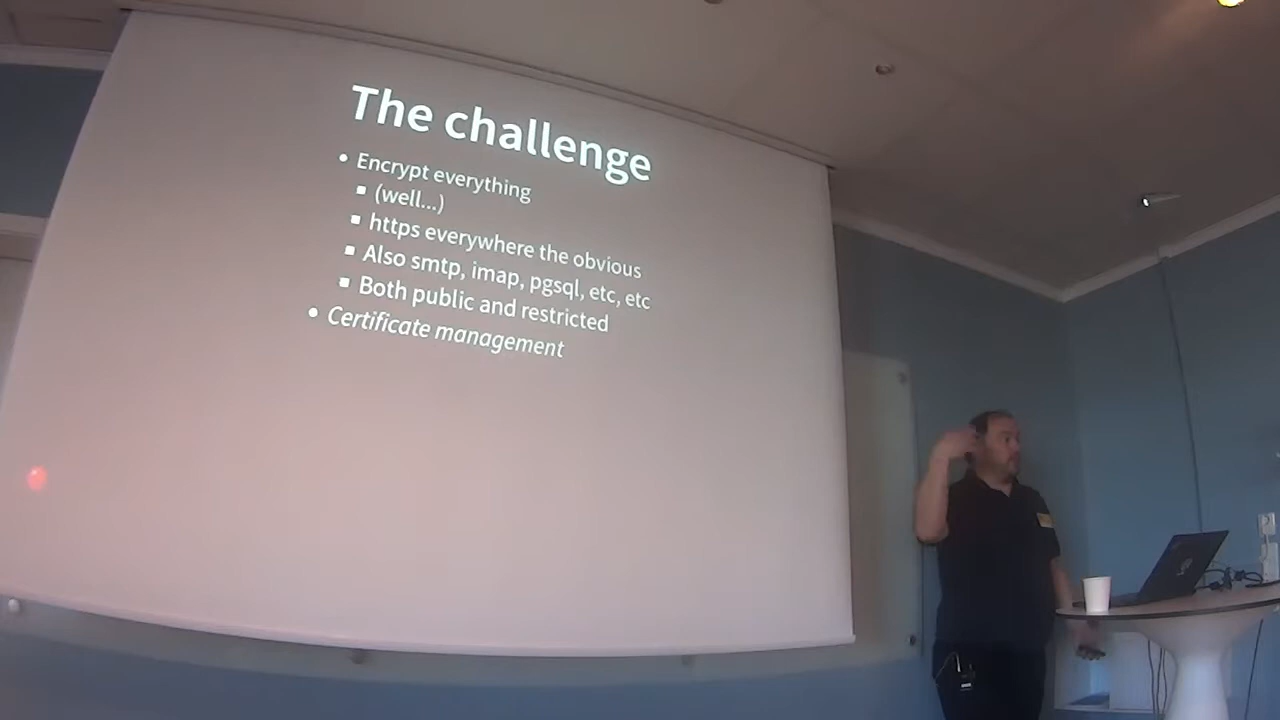 The challenge
• Encrypt everything
▪ (well...)
▪ https everywhere the obvious
▪ Also smtp, imap, pgsql, etc, etc
▪ Both public and restricted
• Certificate management